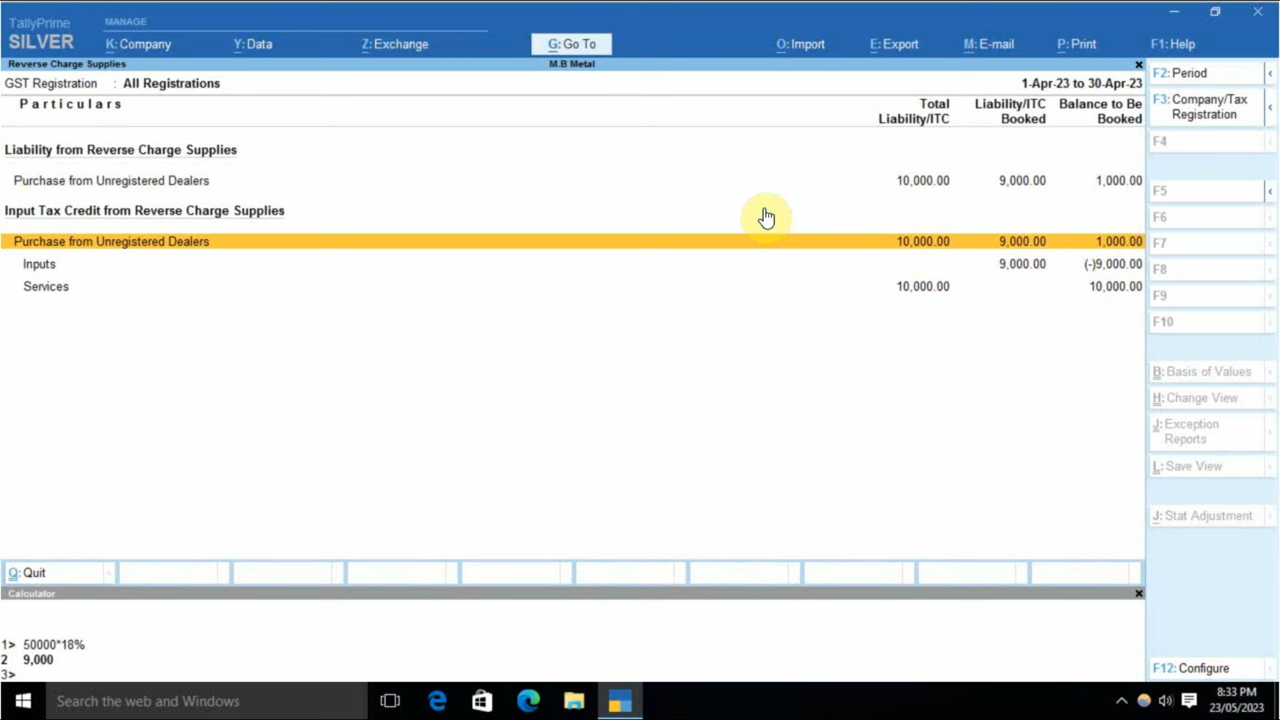 TallyPrime
MANAGE
SILVER
K: Company
Y: Data
Z: Exchange
G: Go To
O: Import
E: Export
M: E-mail
P: Print
F1: Help
Reverse Charge Supplies
M.B Metal
GST Registration : All Registrations
1-Apr-23 to 30-Apr-23
Particulars
Total Liability/ITC
Liability/ITC Booked
Balance to Be Booked
Liability from Reverse Charge Supplies
Purchase from Unregistered Dealers 10,000.00 9,000.00 1,000.00
Input Tax Credit from Reverse Charge Supplies
Purchase from Unregistered Dealers 10,000.00 9,000.00 1,000.00
Inputs 9,000.00 (-)9,000.00
Services 10,000.00 10,000.00
F2: Period
F3: Company/Tax
Registration
F4
F5
F6
F7
F8
F9
F10
B: Basis of Values
H: Change View
J: Exception
Reports
L: Save View
J: Stat Adjustment
F12: Configure
Q: Quit
Calculator
1> 50000*18%
2 9,000
3>
Search the web and Windows
8:33 PM
23/05/2023